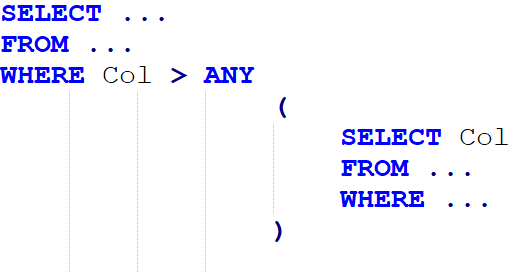 SELECT ...
FROM ...
WHERE Col > ANY
(
SELECT Col
FROM ...
WHERE ...
)